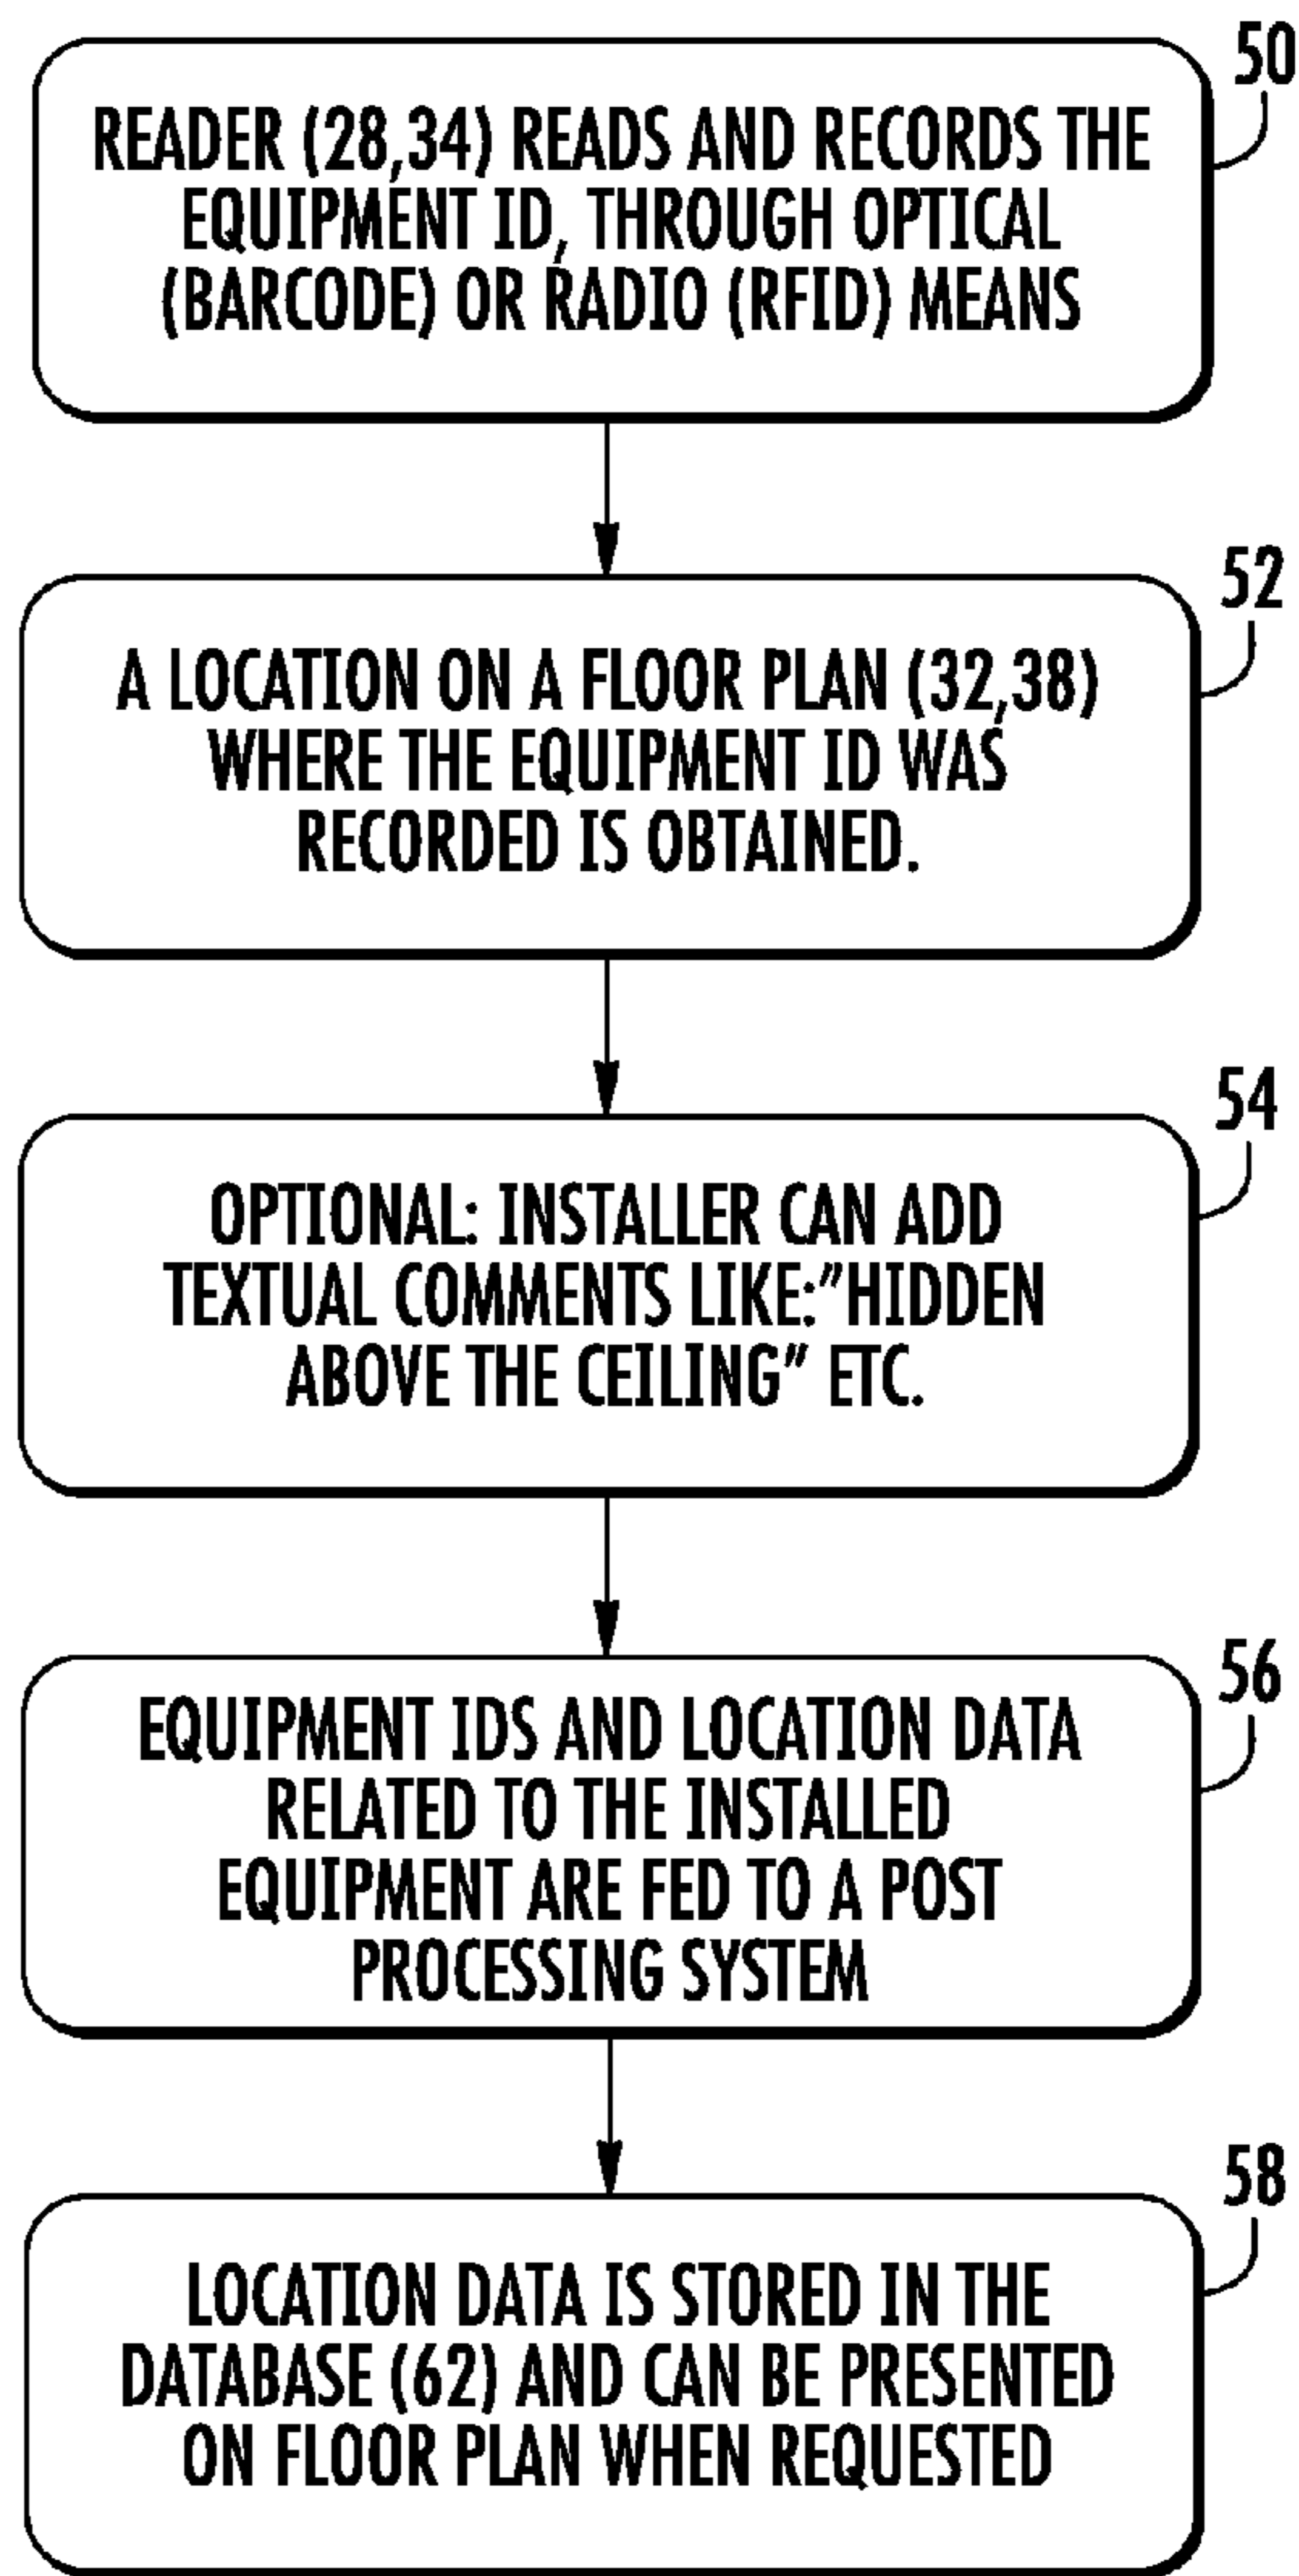 50
READER (28,34) READS AND RECORDS THE
EQUIPMENT ID, THROUGH OPTICAL
(BARCODE) OR RADIO (RFID) MEANS
52
A LOCATION ON A FLOOR PLAN (32,38)
WHERE THE EQUIPMENT ID WAS
RECORDED IS OBTAINED.
54
OPTIONAL: INSTALLER CAN ADD
TEXTUAL COMMENTS LIKE:"HIDDEN
ABOVE THE CEILING" ETC.
56
EQUIPMENT IDS AND LOCATION DATA
RELATED TO THE INSTALLED
EQUIPMENT ARE FED TO A POST
PROCESSING SYSTEM
58
LOCATION DATA IS STORED IN THE
DATABASE (62) AND CAN BE PRESENTED
ON FLOOR PLAN WHEN REQUESTED